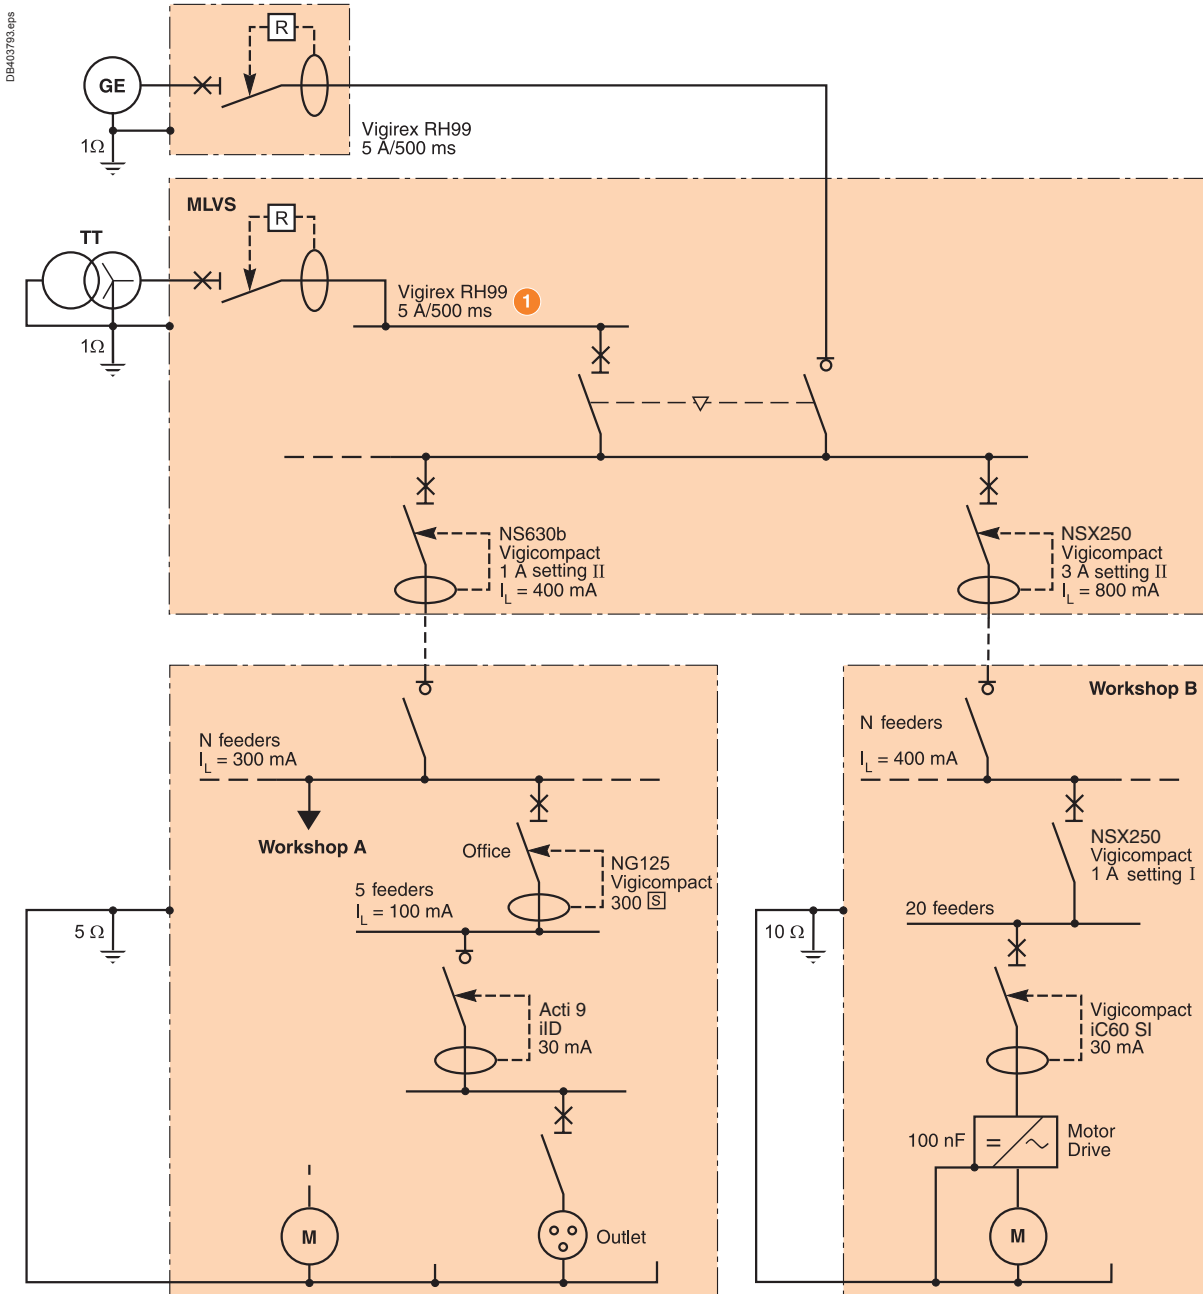 DB403793.eps
R
GE
1Ω
Vigirex RH99
5 A/500 ms
MLVS
R
TT
Vigirex RH99
5 A/500 ms
1
1Ω
NS630b
Vigicompact
1 A setting II
IL = 400 mA
NSX250
Vigicompact
3 A setting II
IL = 800 mA
Workshop B
N feeders
IL = 300 mA
N feeders
IL = 400 mA
Workshop A
Office
NG125
Vigicompact
300 S
NSX250
Vigicompact
1 A setting I
5 feeders
IL = 100 mA
20 feeders
5 Ω
10 Ω
Acti 9
iID
30 mA
Vigicompact
iC60 SI
30 mA
100 nF
=
Motor
Drive
M
Outlet
M